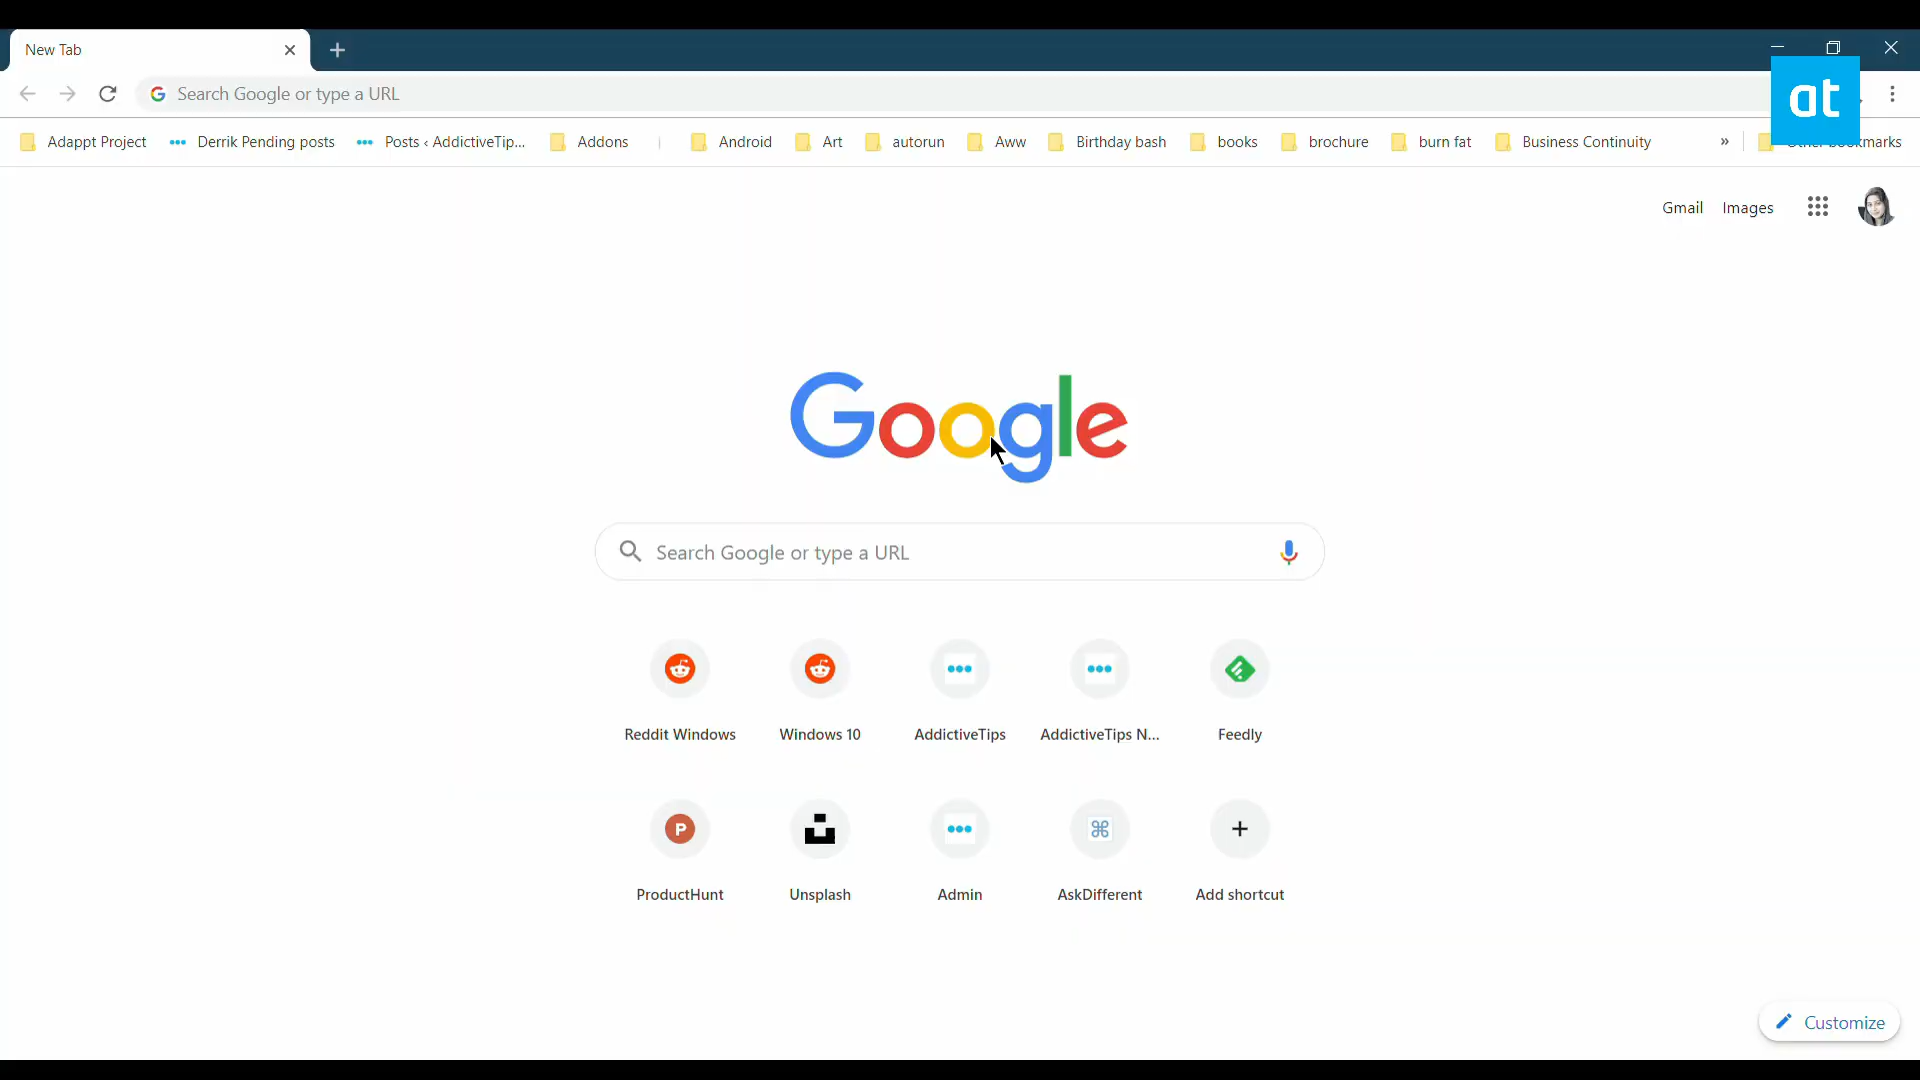 New Tab
Search Google or type a URL
at
Adappt Project Derrik Pending posts Posts ‹ AddictiveTip... Addons Android Art autorun Aww Birthday bash books brochure burn fat Business Continuity » Other bookmarks
Gmail Images
Google
Search Google or type a URL
Reddit Windows Windows 10 AddictiveTips AddictiveTips N... Feedly
P
ProductHunt Unsplash Admin AskDifferent Add shortcut
Customize